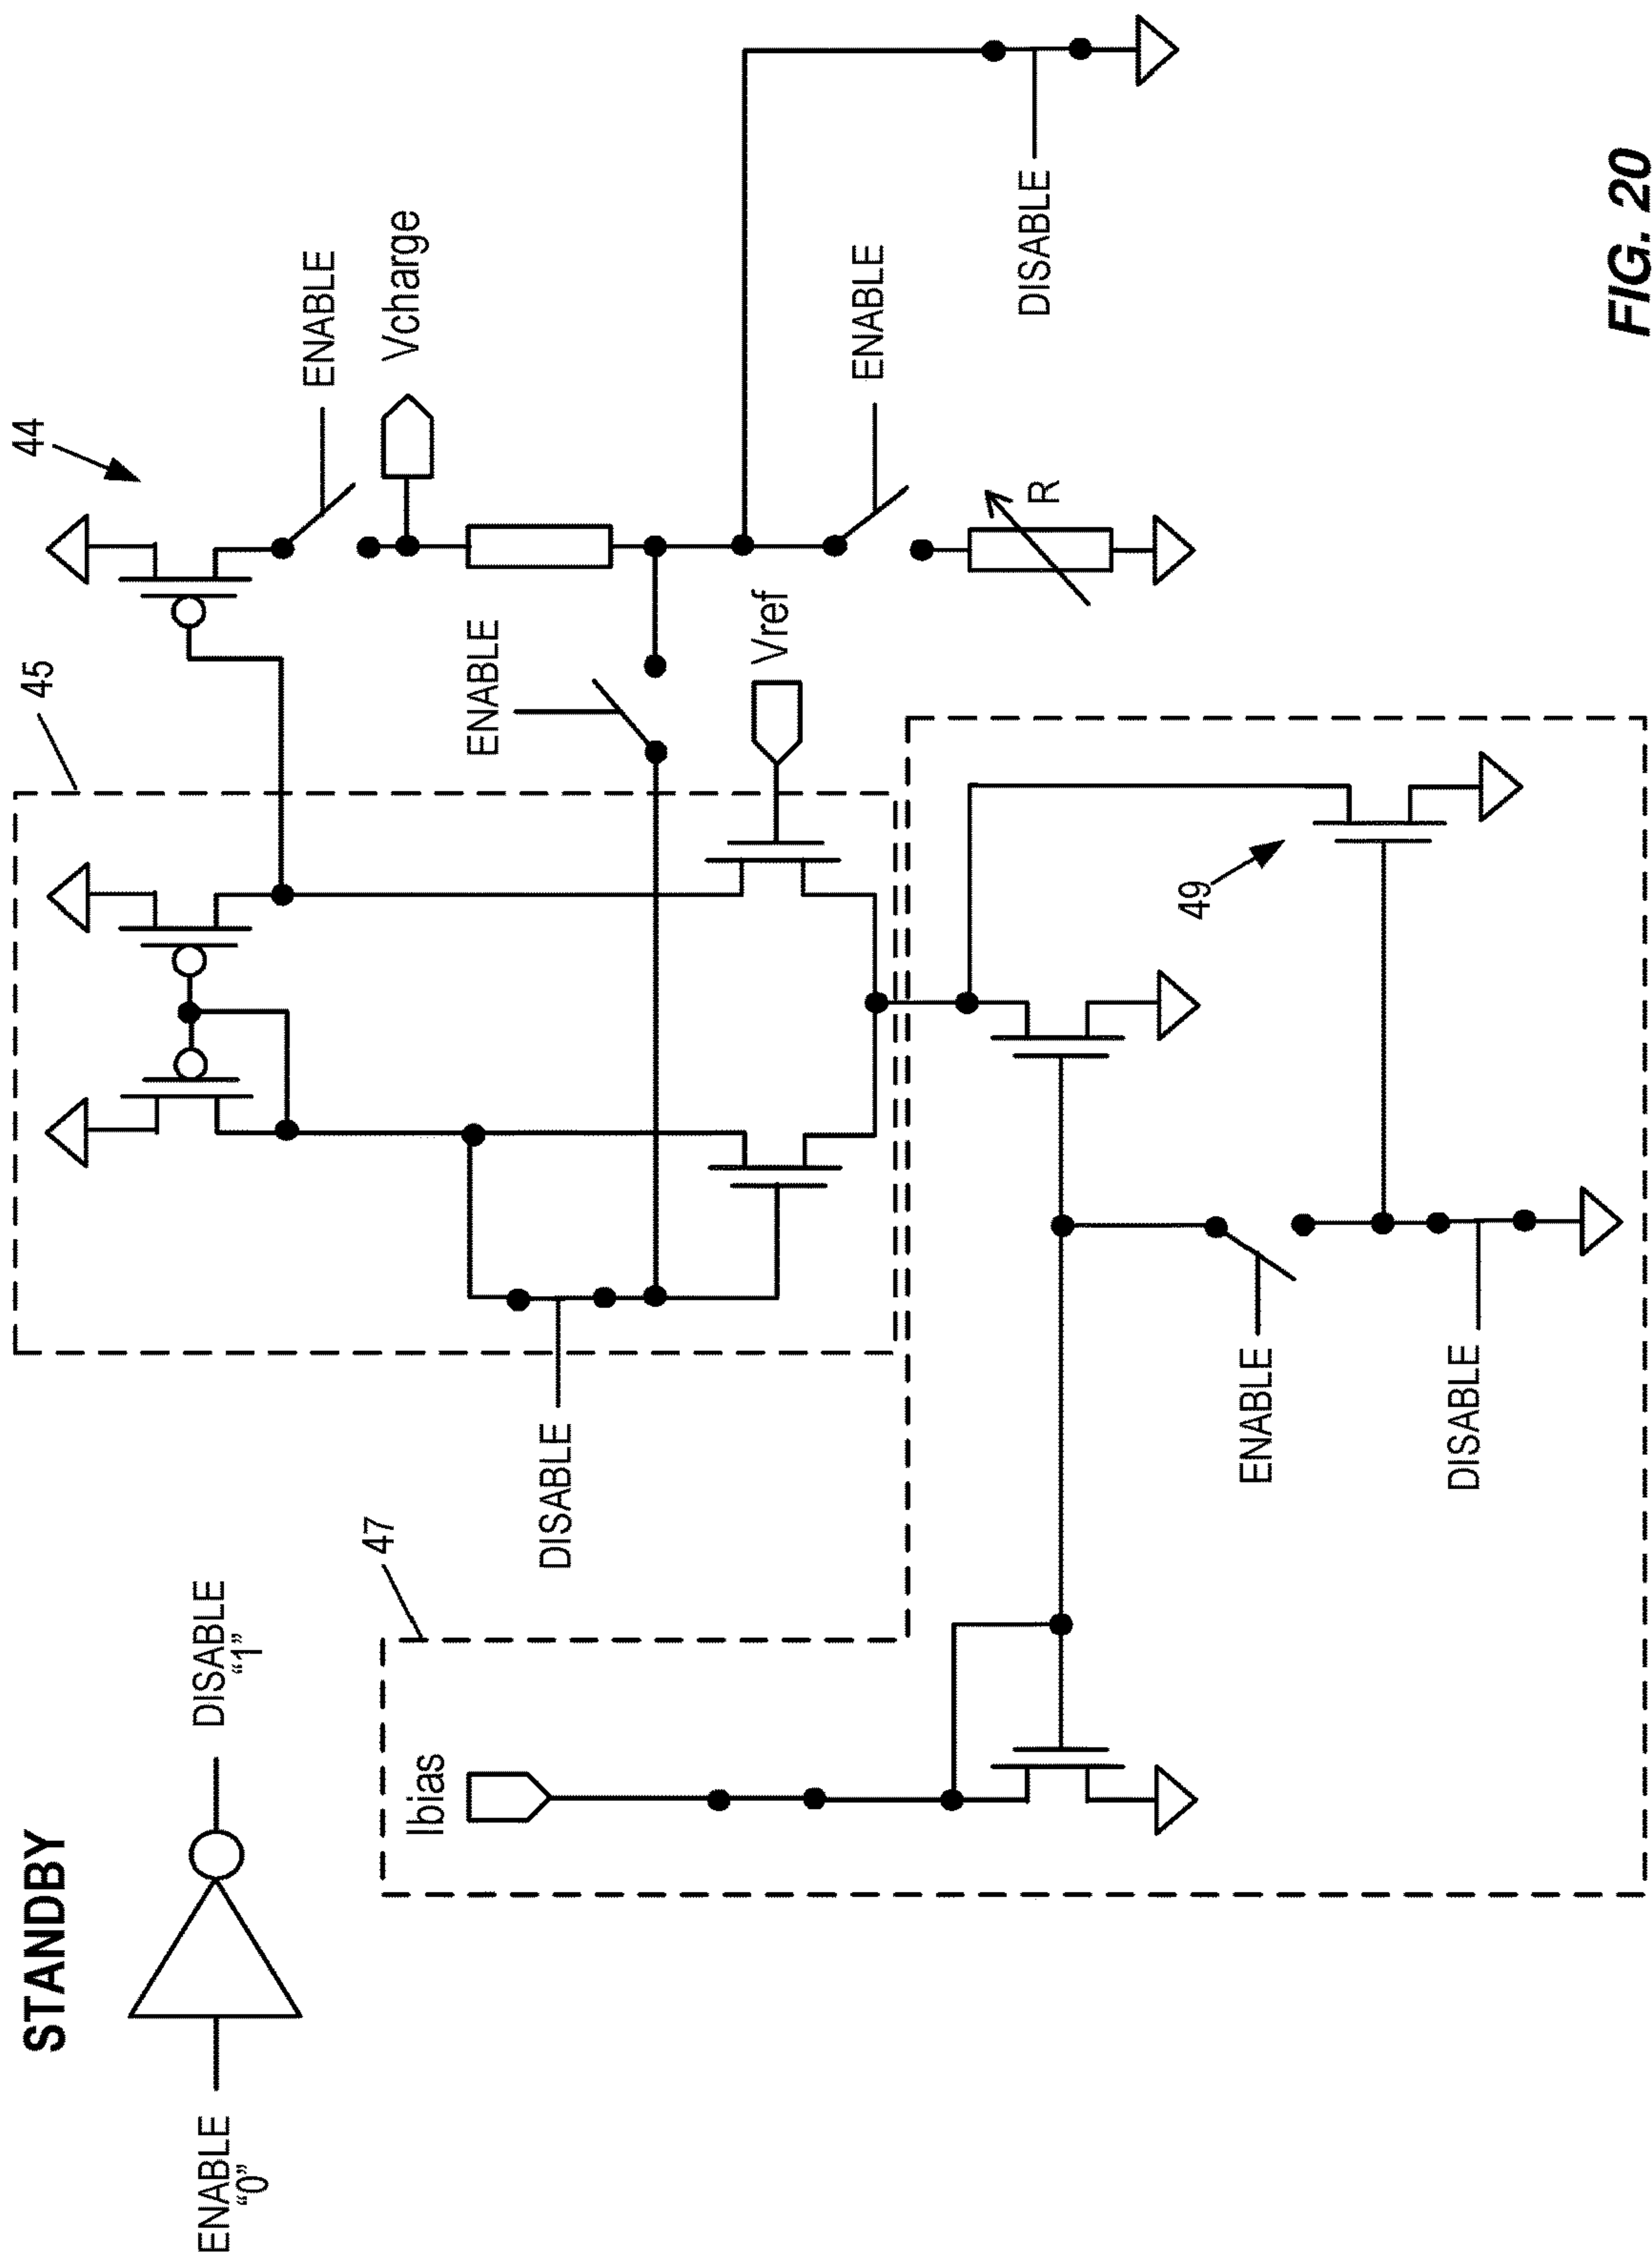 STANDBY
ENABLE
“0”
DISABLE
“1”
47
Ibias
DISABLE
45
44
ENABLE
Vcharge
ENABLE
Vref
ENABLE
R
DISABLE
49
ENABLE
DISABLE
FIG. 20